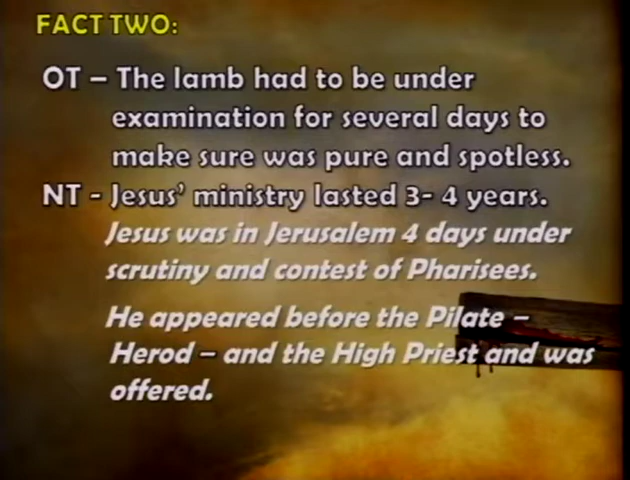 FACT TWO:
OT – The lamb had to be under
examination for several days to
make sure was pure and spotless.
NT - Jesus' ministry lasted 3- 4 years.
Jesus was in Jerusalem 4 days under
scrutiny and contest of Pharisees.
He appeared before the Pilate –
Herod – and the High Priest and was
offered.